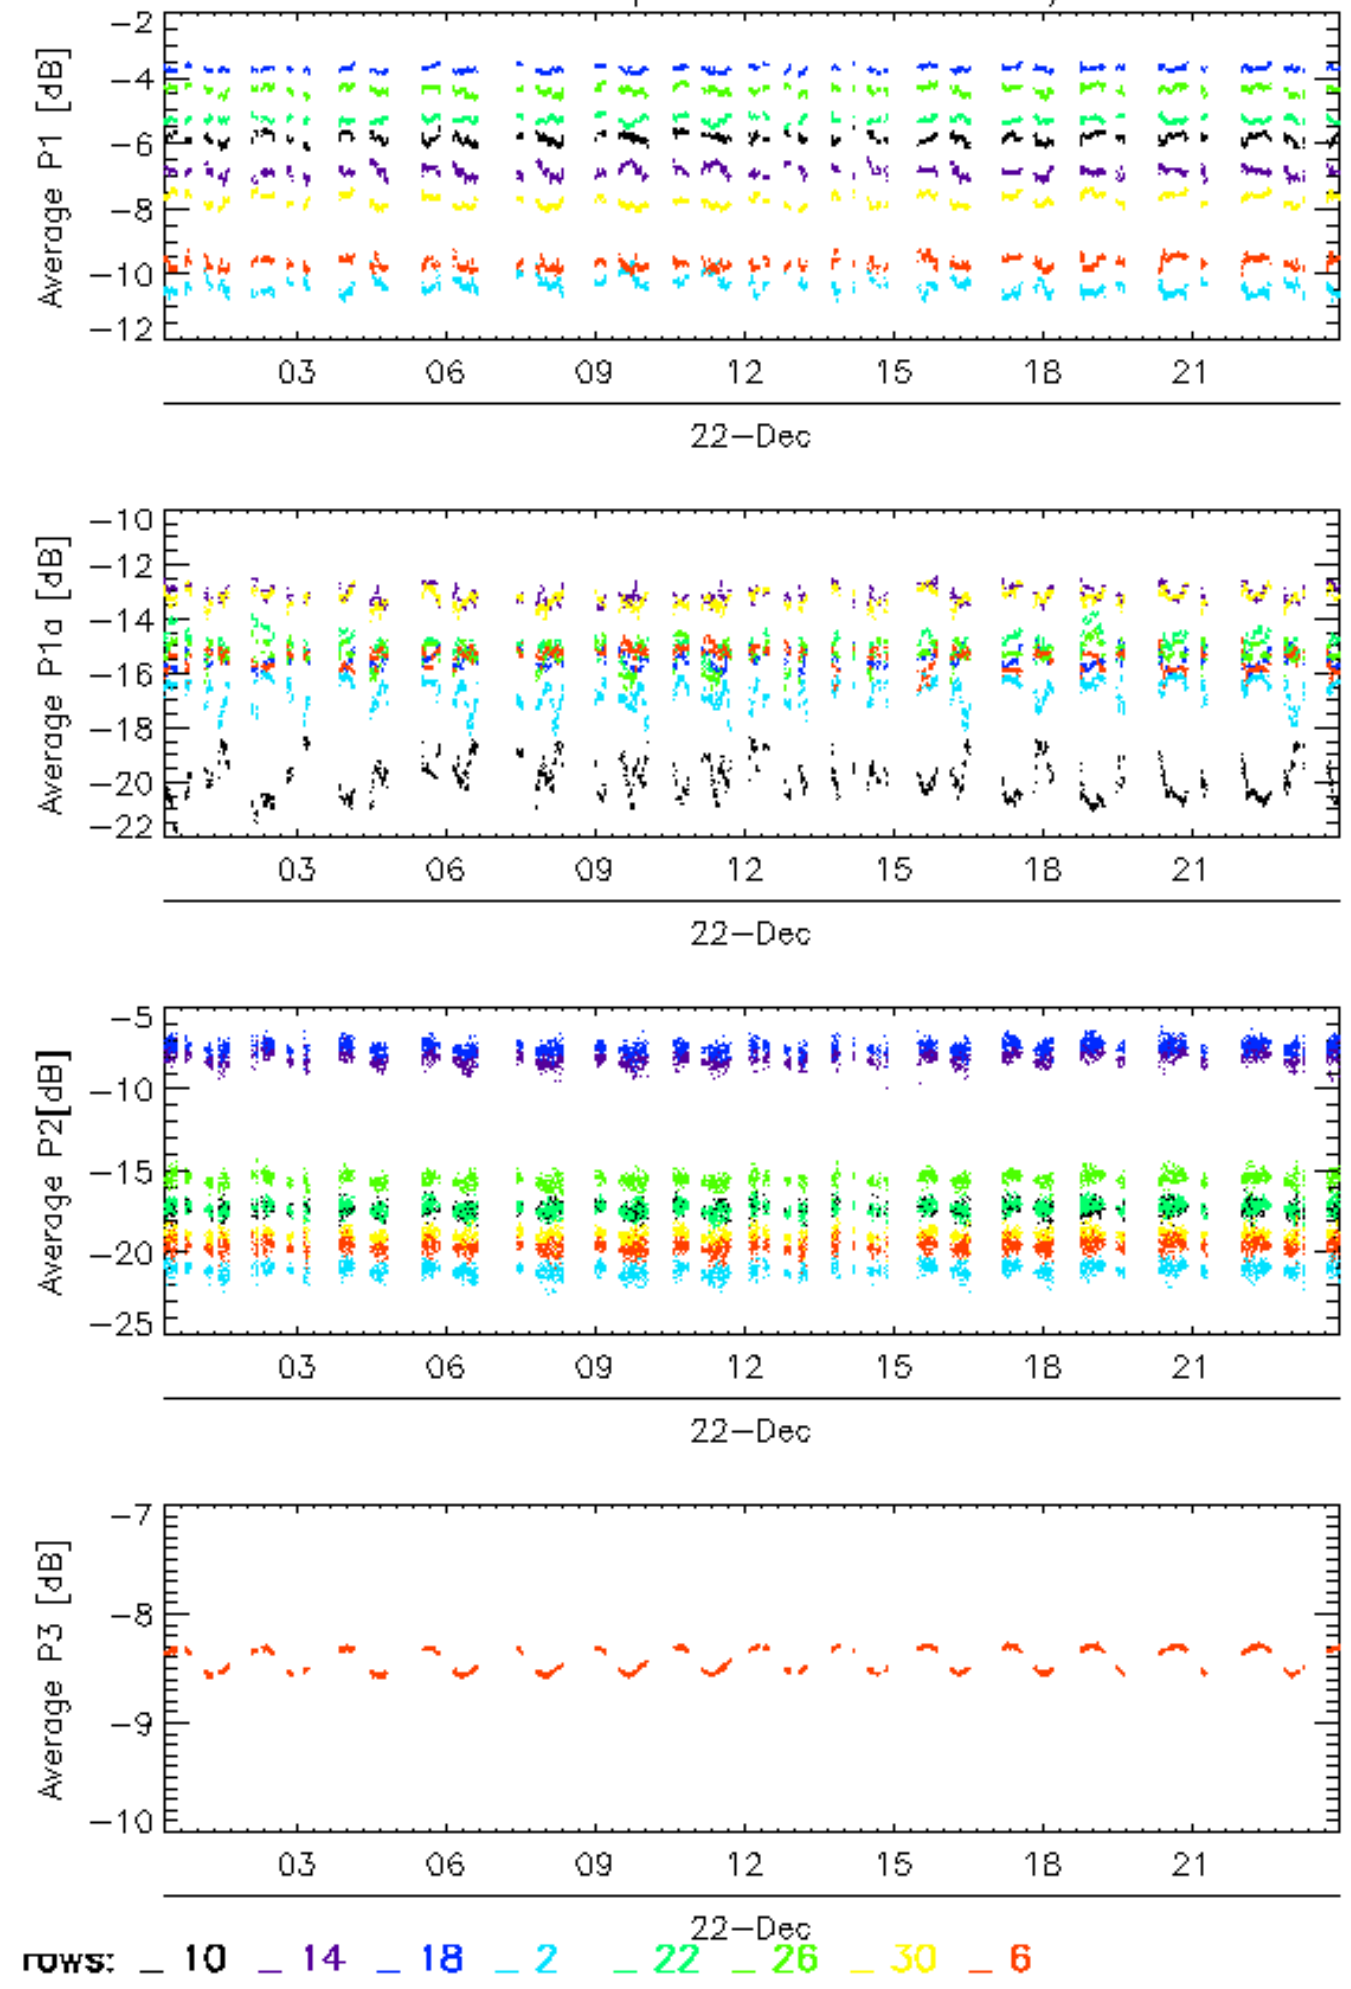 −2
−4
−6
−8
−10
−12
Average P1 [dB]
03 06 09 12 15 18 21
22−Dec
−10
−12
−14
−16
−18
−20
−22
Average P1a [dB]
03 06 09 12 15 18 21
22−Dec
−5
−10
−15
−20
−25
Average P2[dB]
03 06 09 12 15 18 21
22−Dec
−7
−8
−9
−10
Average P3 [dB]
03 06 09 12 15 18 21
22−Dec
rows: _ 10 _ 14 _ 18 _ 2 _ 22 _ 26 _ 30 _ 6